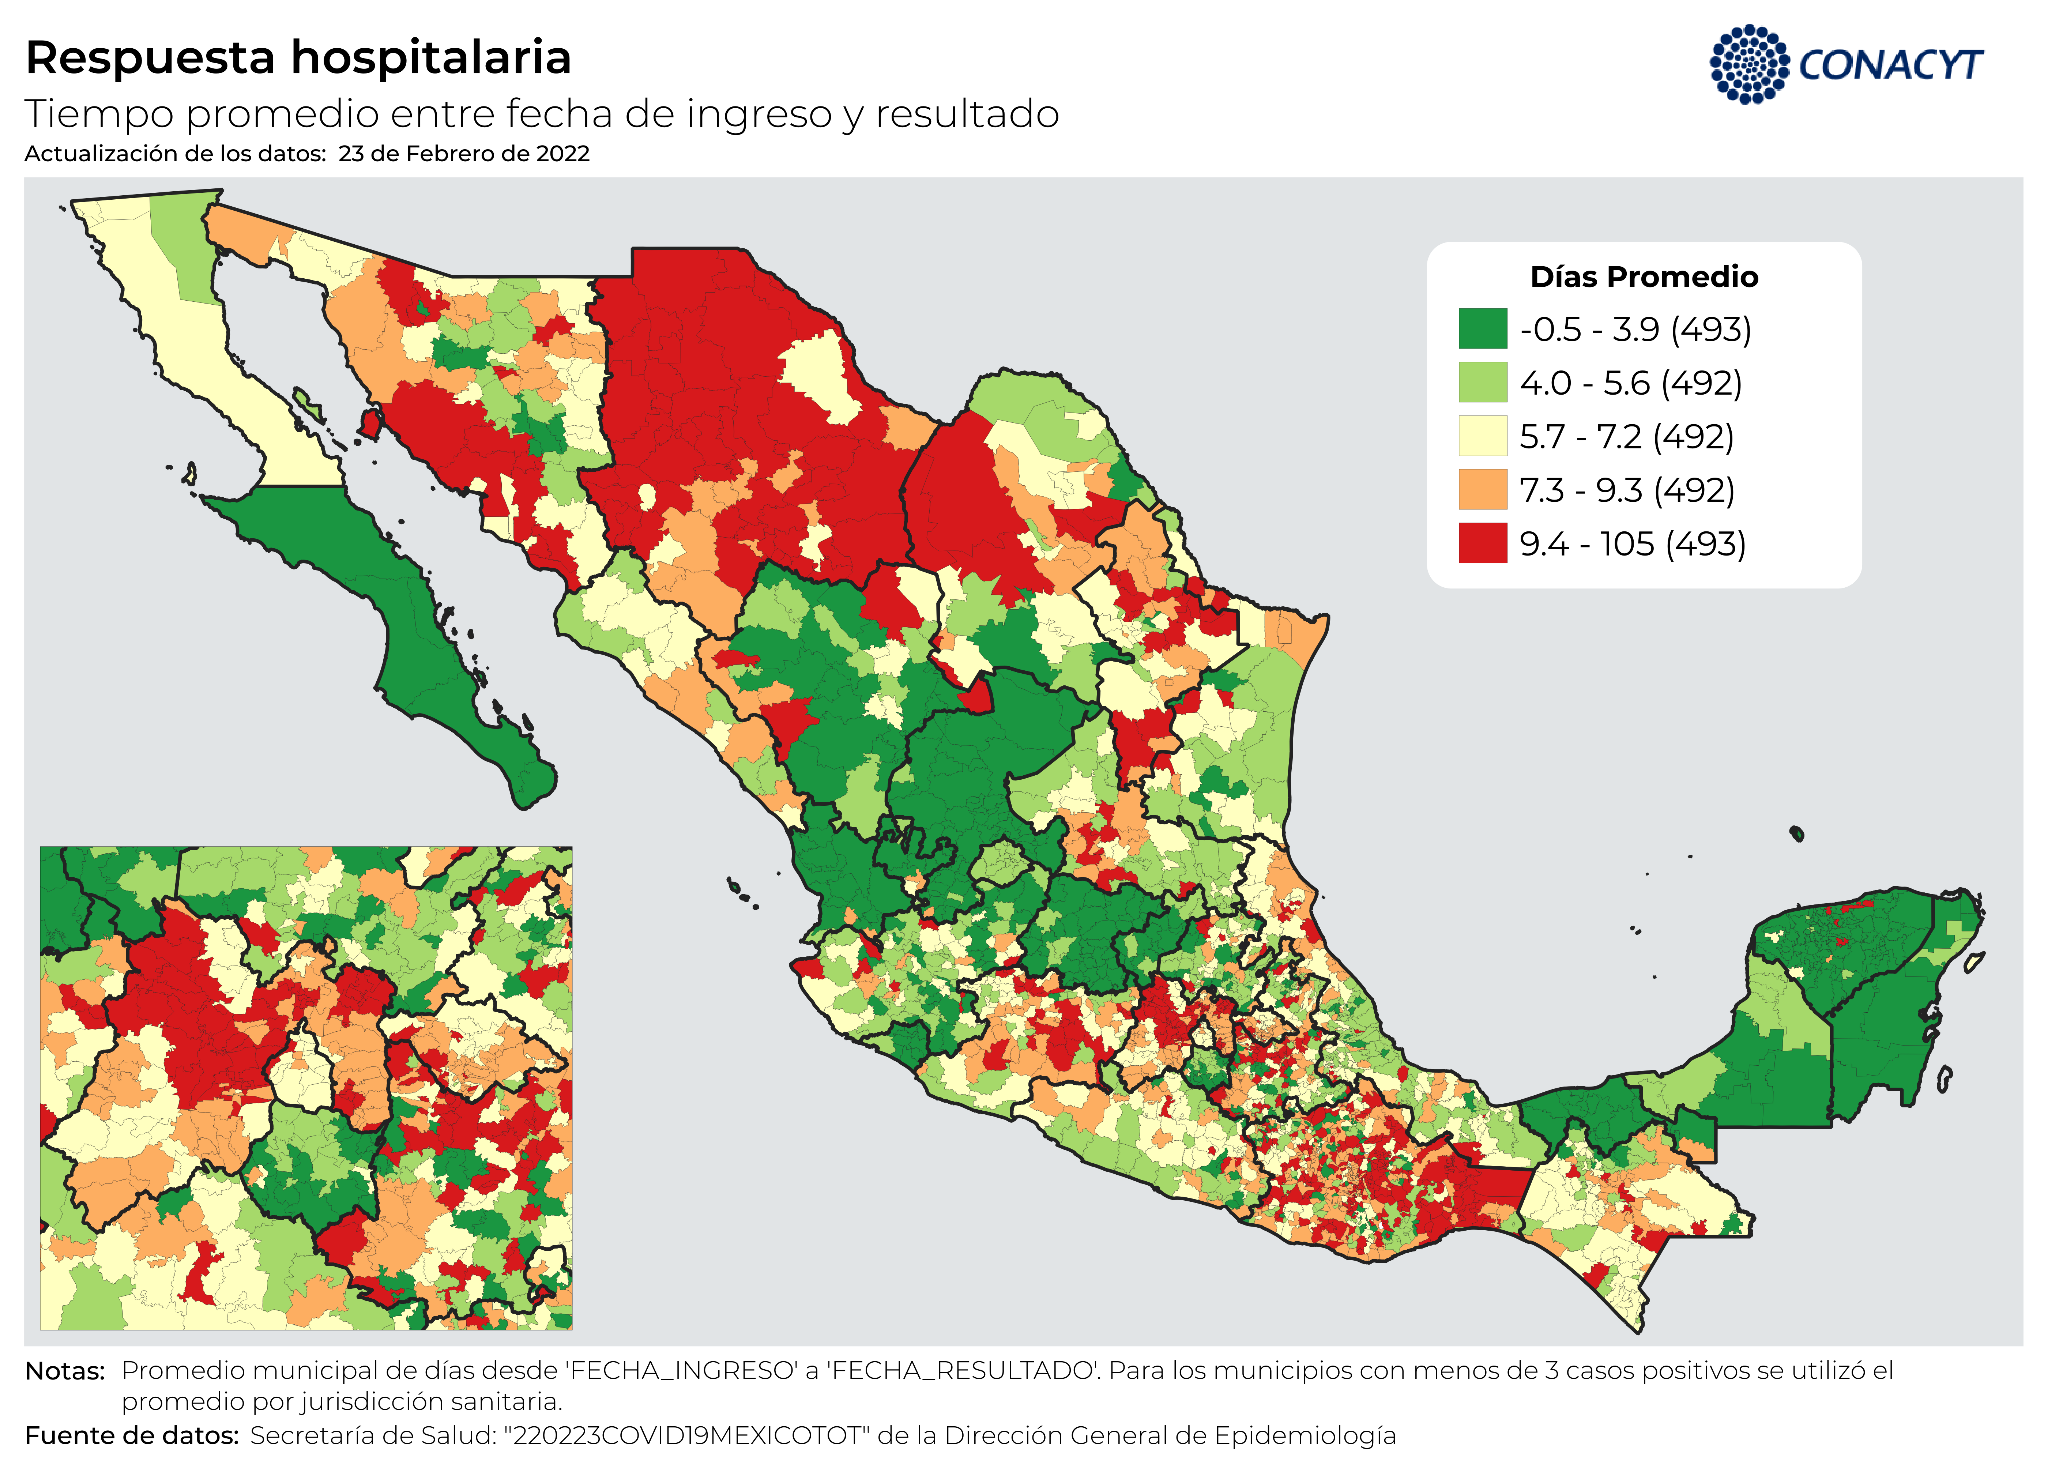 Respuesta hospitalaria
Tiempo promedio entre fecha de ingreso y resultado
Actualización de los datos: 23 de Febrero de 2022
CONACYT
Días Promedio
-0.5 - 3.9 (493)
4.0 - 5.6 (492)
5.7 - 7.2 (492)
7.3 - 9.3 (492)
9.4 - 105 (493)
Notas: Promedio municipal de días desde 'FECHA_INGRESO' a 'FECHA_RESULTADO'. Para los municipios con menos de 3 casos positivos se utilizó el
promedio por jurisdicción sanitaria.
Fuente de datos: Secretaría de Salud: "220223COVID19MEXICOTOT" de la Dirección General de Epidemiología